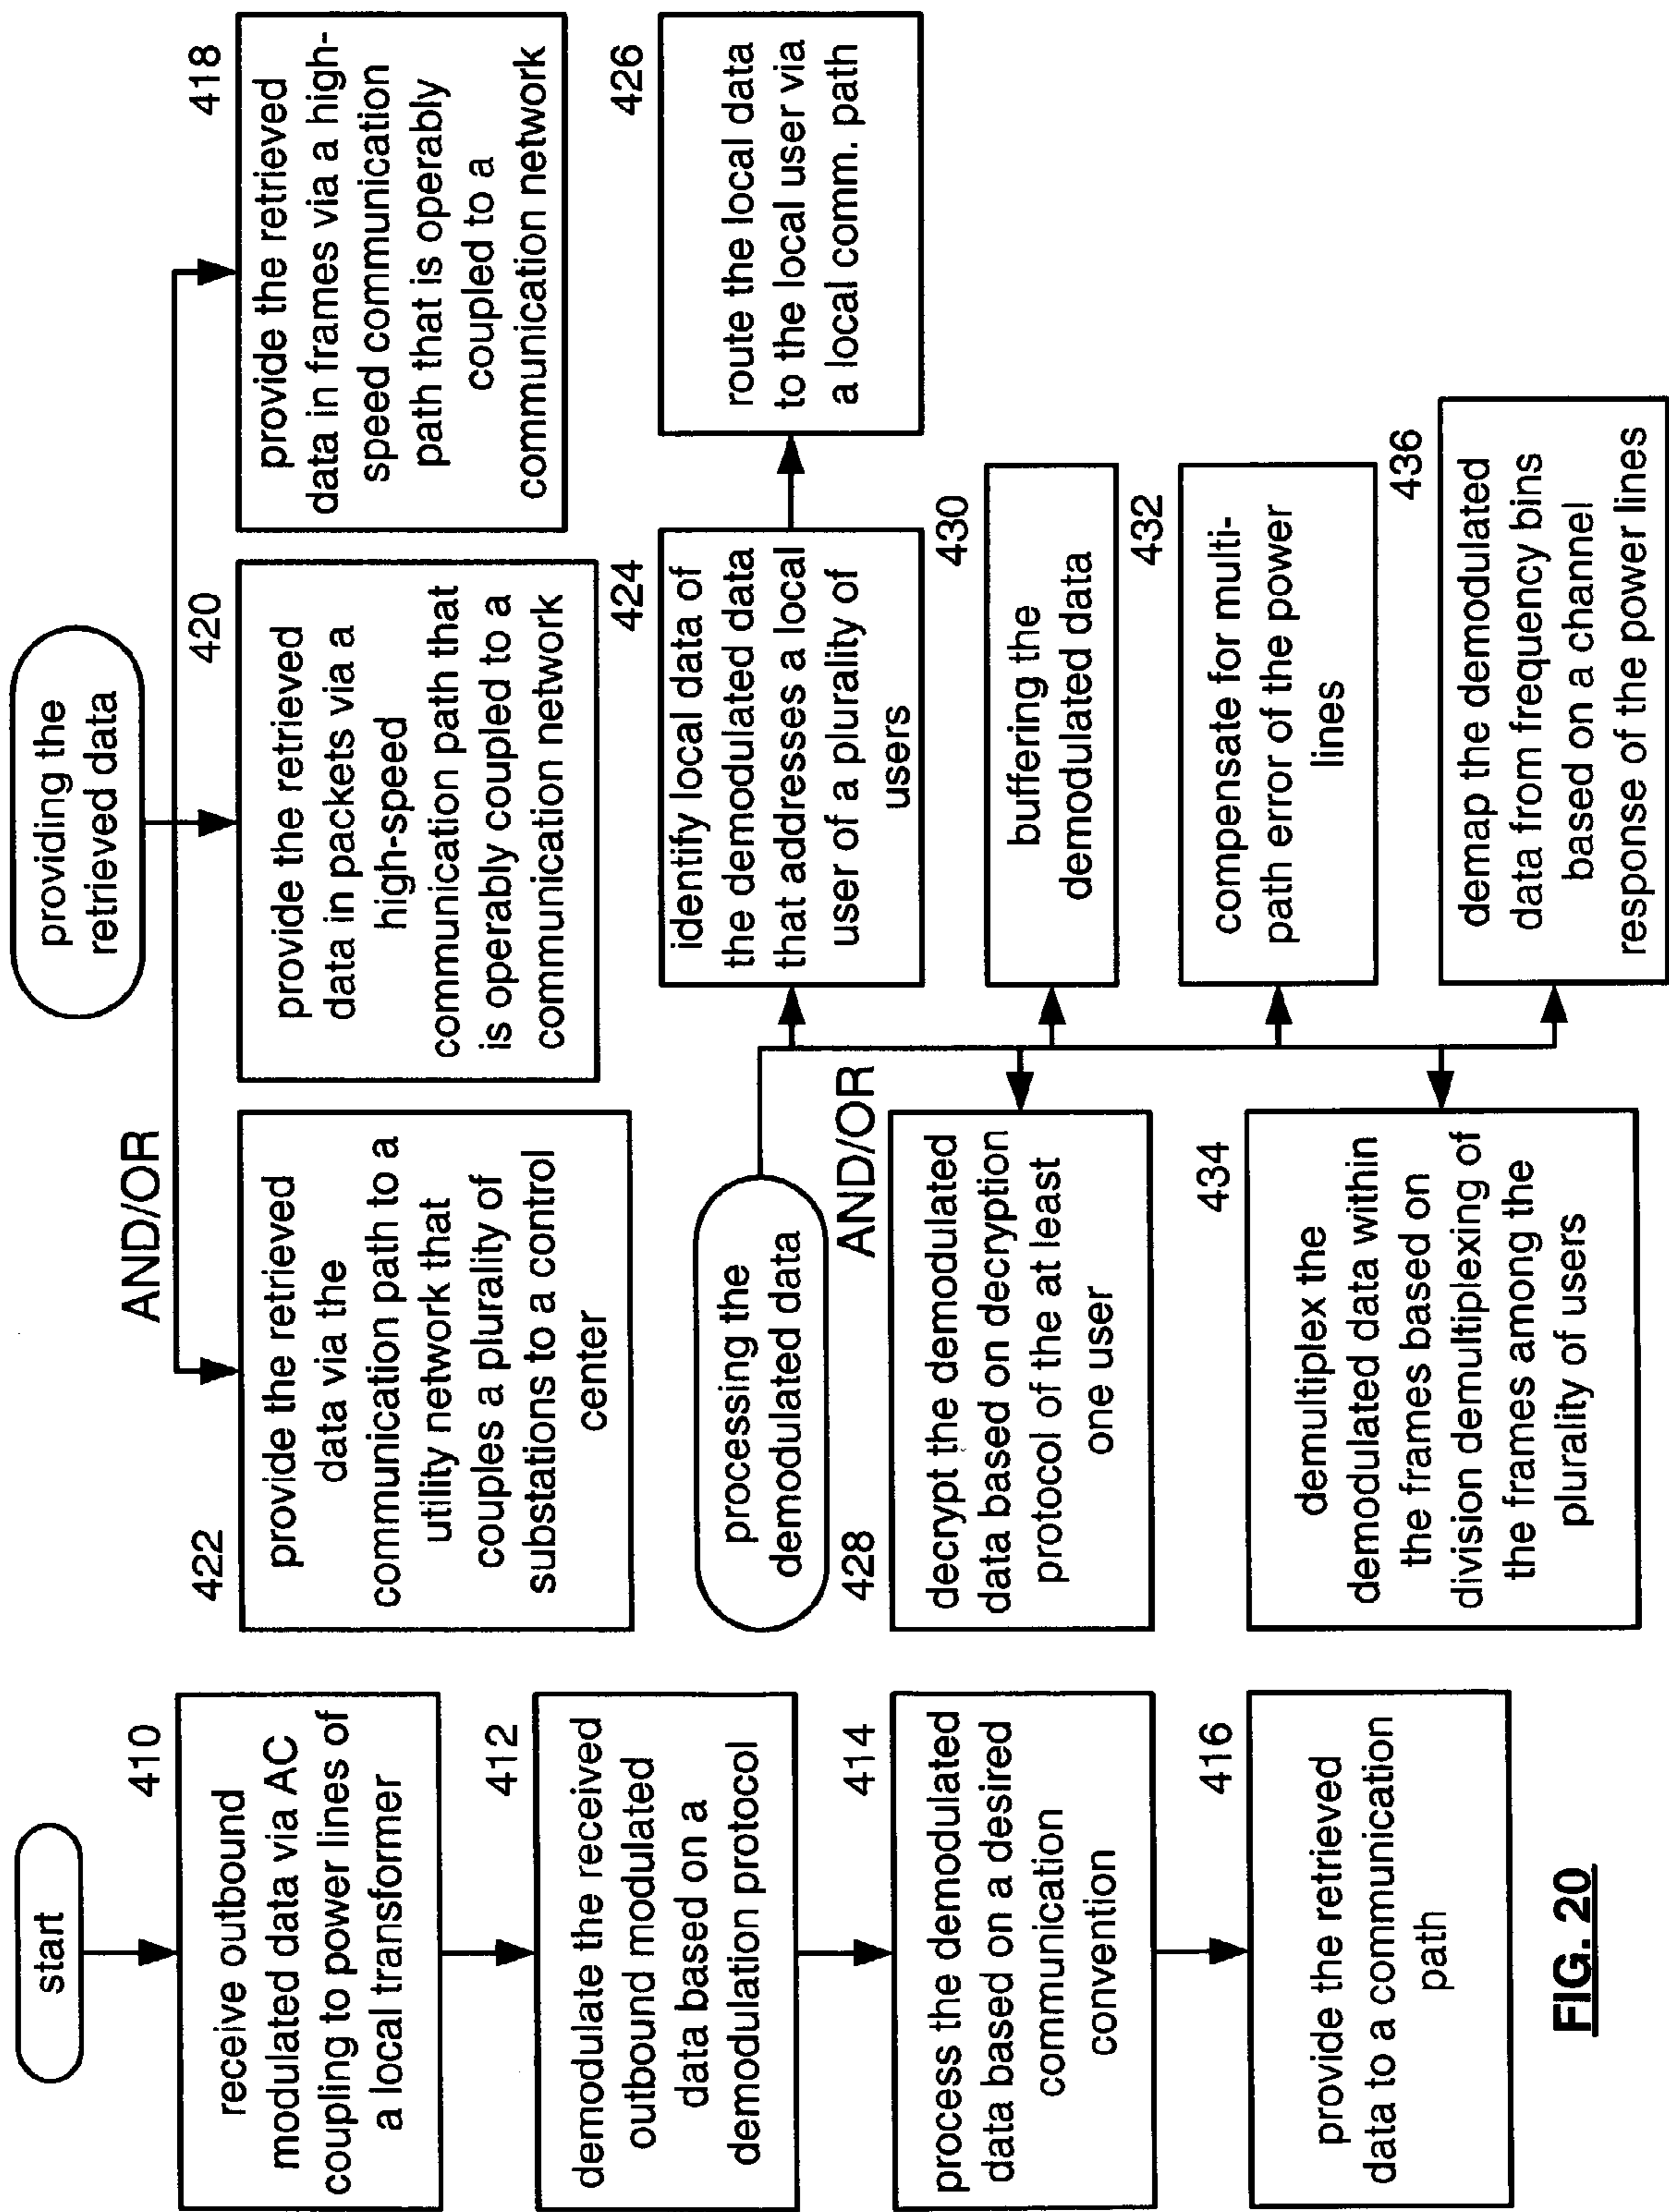 start
410
receive outbound
modulated data via AC
coupling to power lines of
a local transformer
412
demodulate the received
outbound modulated
data based on a
demodulation protocol
414
process the demodulated
data based on a desired
communication
convention
416
provide the retrieved
data to a communication
path
FIG. 20
providing the
retrieved data
AND/OR
422
provide the retrieved
data via the
communication path to a
utility network that
couples a plurality of
substations to a control
center
420
provide the retrieved
data in packets via a
high-speed
communication path that
is operably coupled to a
communication network
418
provide the retrieved
data in frames via a high-
speed communication
path that is operably
coupled to a
communication network
processing the
demodulated data
AND/OR
424
identify local data of
the demodulated data
that addresses a local
user of a plurality of
users
426
route the local data
to the local user via
a local comm. path
428
decrypt the demodulated
data based on decryption
protocol of the at least
one user
430
buffering the
demodulated data
432
compensate for multi-
path error of the power
lines
434
demultiplex the
demodulated data within
the frames based on
division demultiplexing of
the frames among the
plurality of users
436
demap the demodulated
data from frequency bins
based on a channel
response of the power lines